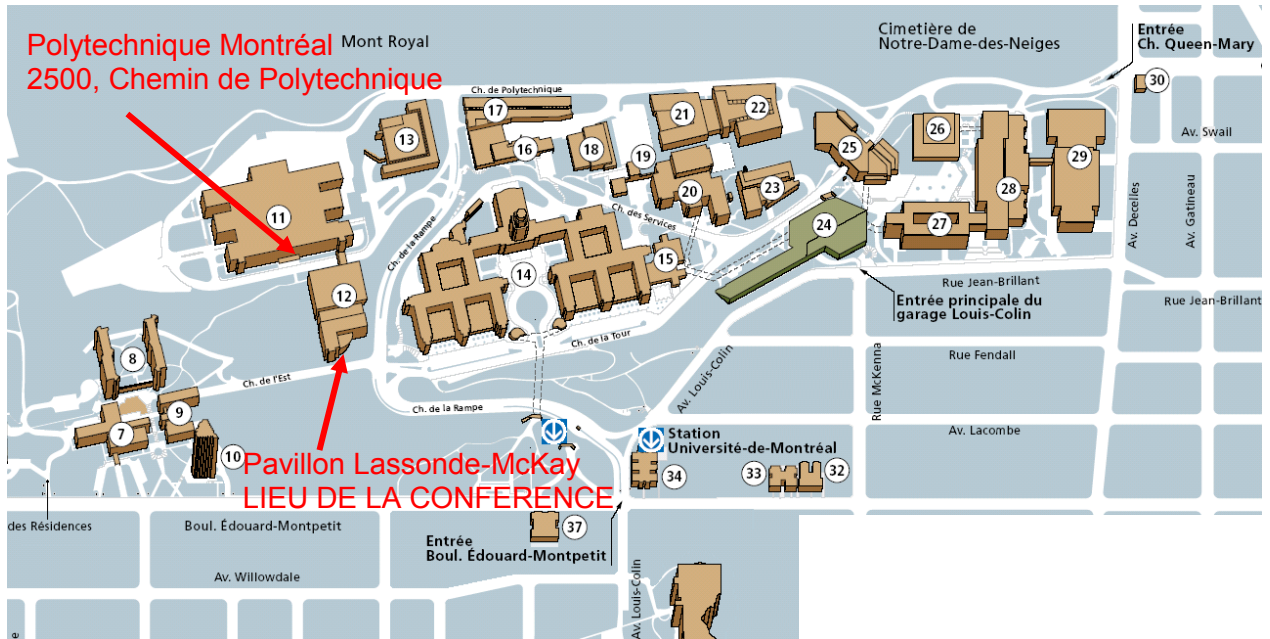 Polytechnique Montréal
2500, Chemin de Polytechnique
Mont Royal
Cimetière de
Notre-Dame-des-Neiges
Entrée
Ch. Queen-Mary
30
Ch. de Polytechnique
17
21
22
13
16
18
19
25
26
Av. Swail
29
20
23
28
11
Ch. des Services
24
27
Av. Decelles
Av. Gatineau
Ch. de la Rampe
14
15
12
Rue Jean-Brillant
Rue Jean-Brillant
Entrée principale du
garage Louis-Colin
8
Ch. de la Tour
Rue Fendall
Ch. de l'Est
Av. Louis-Colin
Rue McKenna
9
7
Ch. de la Rampe
Av. Lacombe
10
Station
Université-de-Montréal
Pavillon Lassonde-McKay
LIEU DE LA CONFERENCE
34
33
32
des Résidences
Boul. Édouard-Montpetit
37
Entrée
Boul. Édouard-Montpetit
Av. Willowdale
Av. Louis-Colin
e